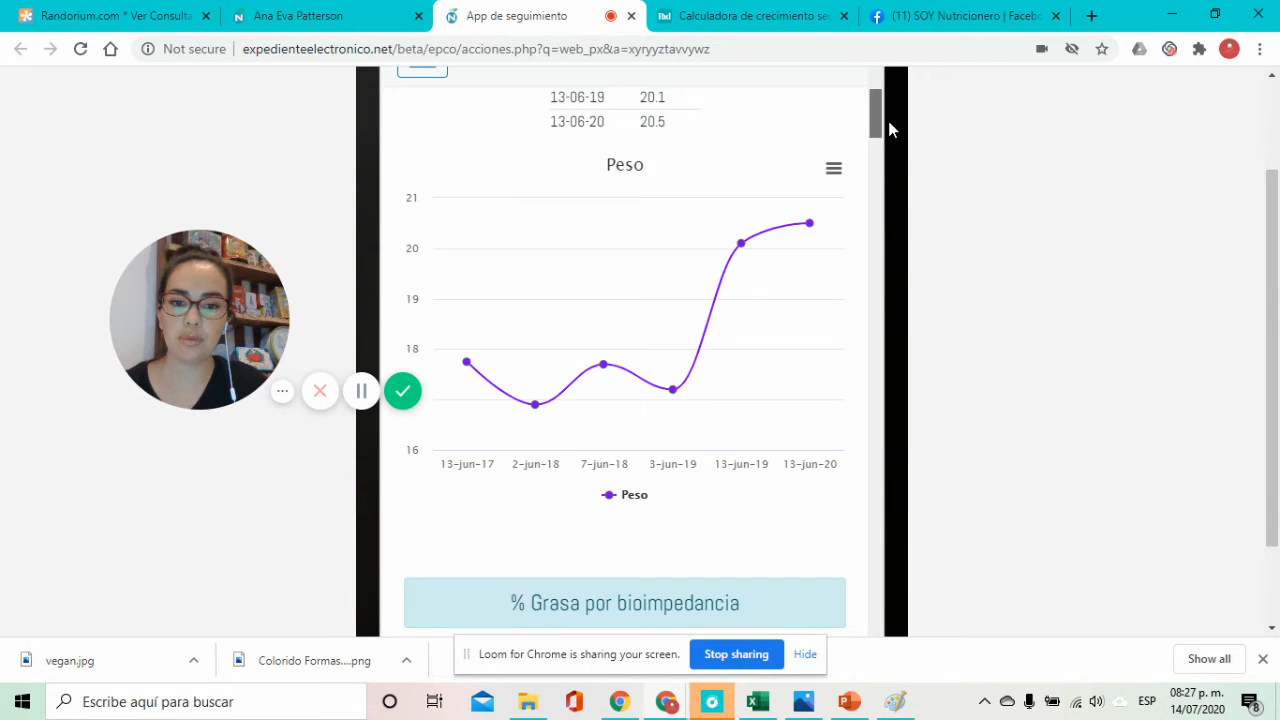 Randorium.com * Ver Consulta
Ana Eva Patterson
App de seguimiento
Calculadora de crecimiento se
(11) SOY Nutricionero | Faceb
Not secure
expedienteelectronico.net/beta/epco/acciones.php?q=web_px&a=xyryyztavvywz
13-06-19 20.1
13-06-20 20.5
Peso
21
20
19
18
16
13-jun-17 2-jun-18 7-jun-18 3-jun-19 13-jun-19 13-jun-20
Peso
% Grasa por bioimpedancia
Loom for Chrome is sharing your screen. Stop sharing Hide
vegan.jpg
Colorido Formas....png
Show all
Escribe aquí para buscar
ESP
08:27 p. m.
14/07/2020
8